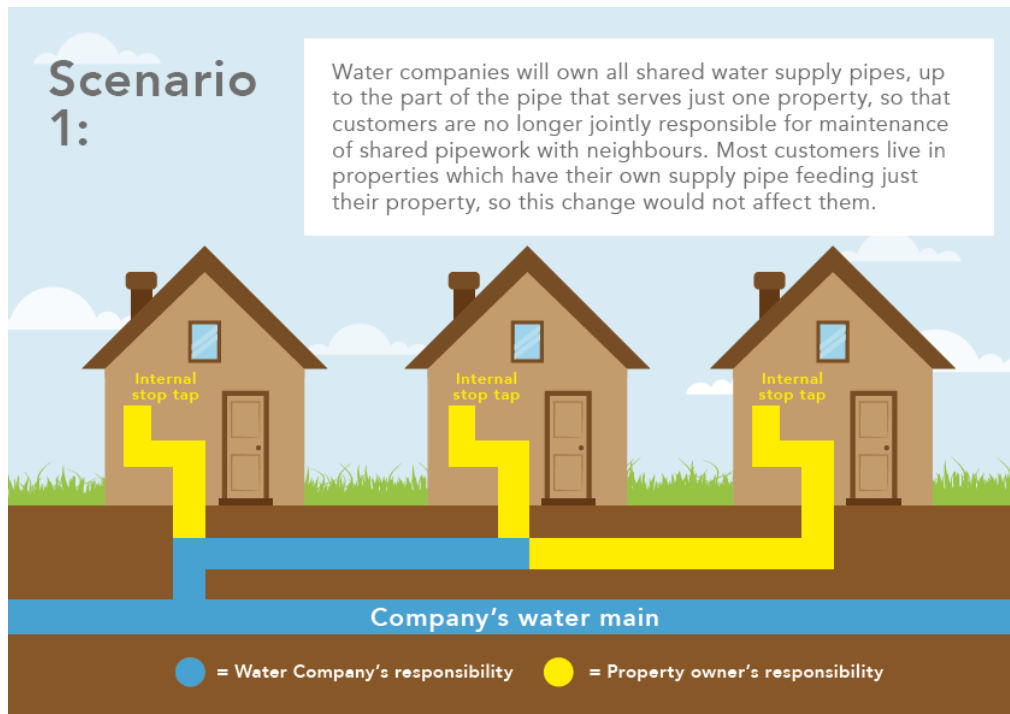 Scenario
1:
Water companies will own all shared water supply pipes, up
to the part of the pipe that serves just one property, so that
customers are no longer jointly responsible for maintenance
of shared pipework with neighbours. Most customers live in
properties which have their own supply pipe feeding just
their property, so this change would not affect them.
Internal
stop tap
Internal
stop tap
Internal
stop tap
Company’s water main
= Water Company’s responsibility
= Property owner’s responsibility